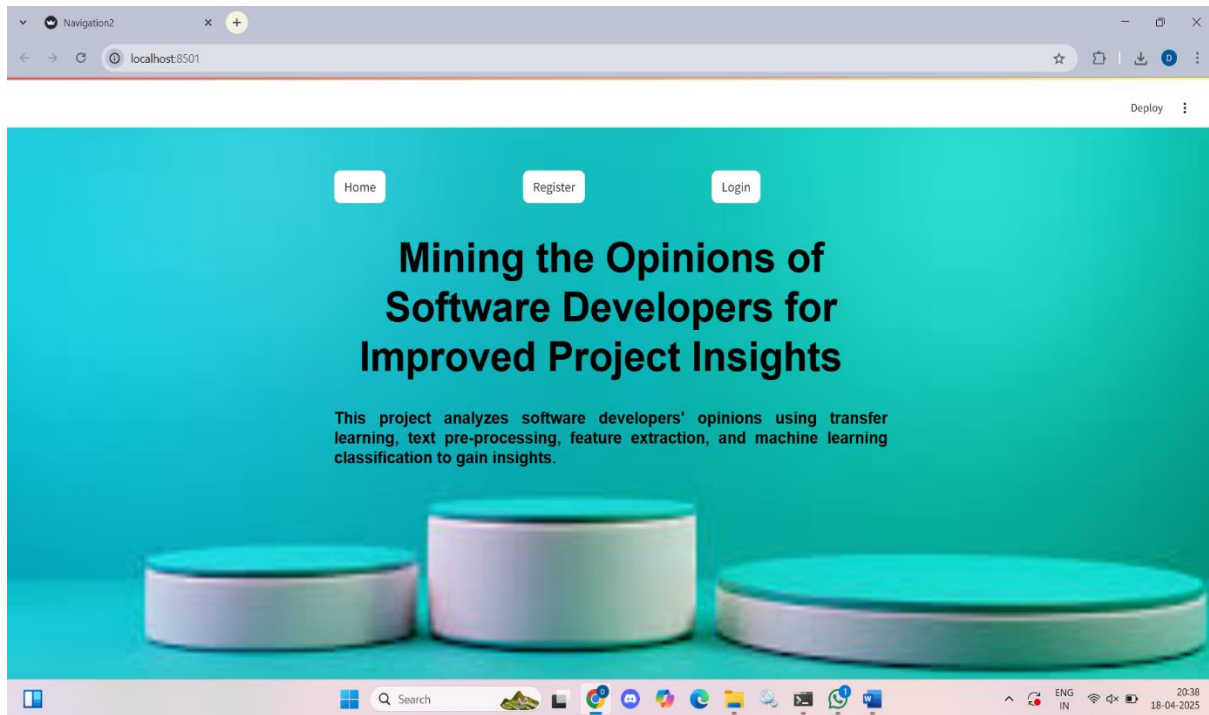 Navigation2
localhost:8501
D
Deploy
Home Register Login
Mining the Opinions of
Software Developers for
Improved Project Insights
This project analyzes software developers' opinions using transfer
learning, text pre-processing, feature extraction, and machine learning
classification to gain insights.
Search
1
ENG
IN
20:38
18-04-2025